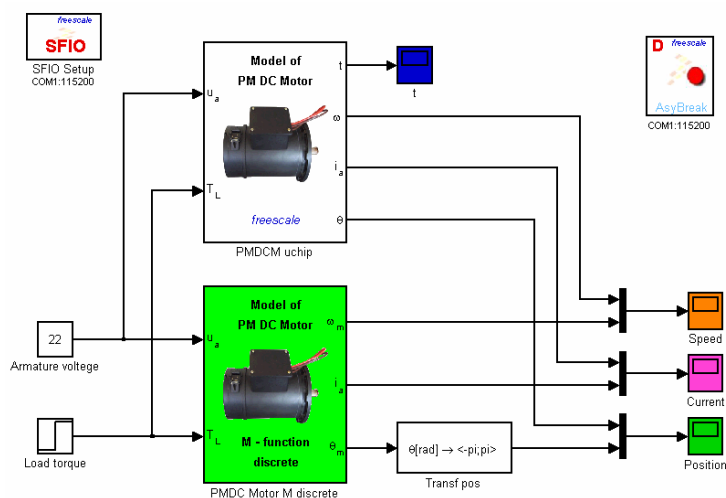 freescale
SFIO
SFIO Setup
COM1:115200
Model of
PM DC Motor
u a
T L
t
ω
i a
θ
freescale
PMDCM uchip
t
D freescale
AsyBreak
COM1:115200
22
Armature voltege
Load torque
Model of
PM DC Motor
u a
T L
ω m
i a
θ m
M - function
discrete
PMDC Motor M discrete
θ[rad] → <-pi;pi>
Transf pos
Speed
Current
Position